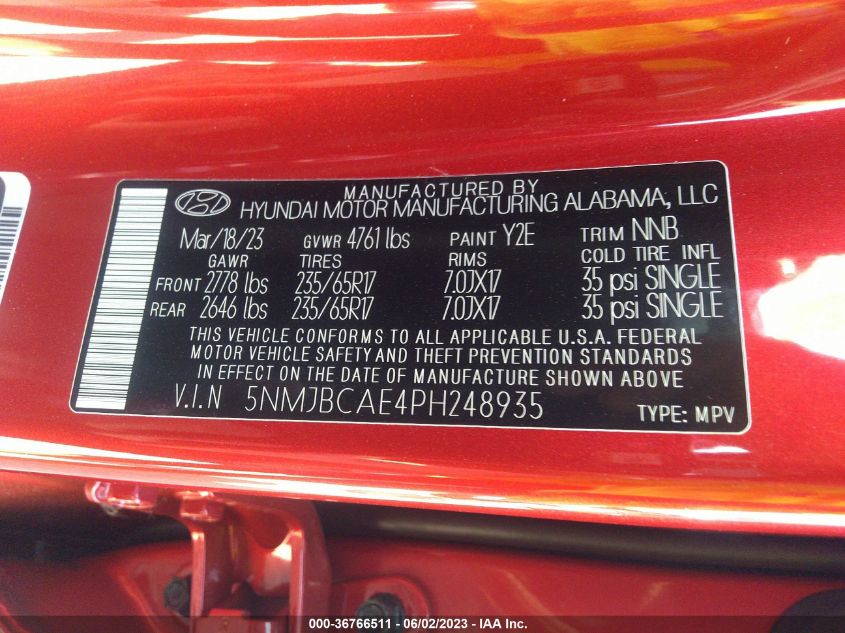 MANUFACTURED BY
HYUNDAI MOTOR MANUFACTURING ALABAMA, LLC
Mar/18/23 GVWR 4761 lbs PAINT Y2E TRIM NNB
GAWR TIRES RIMS COLD TIRE INFL
FRONT 2778 lbs 235/65R17 7.0JX17 35 psi SINGLE
REAR 2646 lbs 235/65R17 7.0JX17 35 psi SINGLE
THIS VEHICLE CONFORMS TO ALL APPLICABLE U.S.A. FEDERAL
MOTOR VEHICLE SAFETY AND THEFT PREVENTION STANDARDS
IN EFFECT ON THE DATE OF MANUFACTURE SHOWN ABOVE.
V.I.N 5NMJBCAE4PH248935 TYPE: MPV
000-36766511 - 06/02/2023 - IAA Inc.